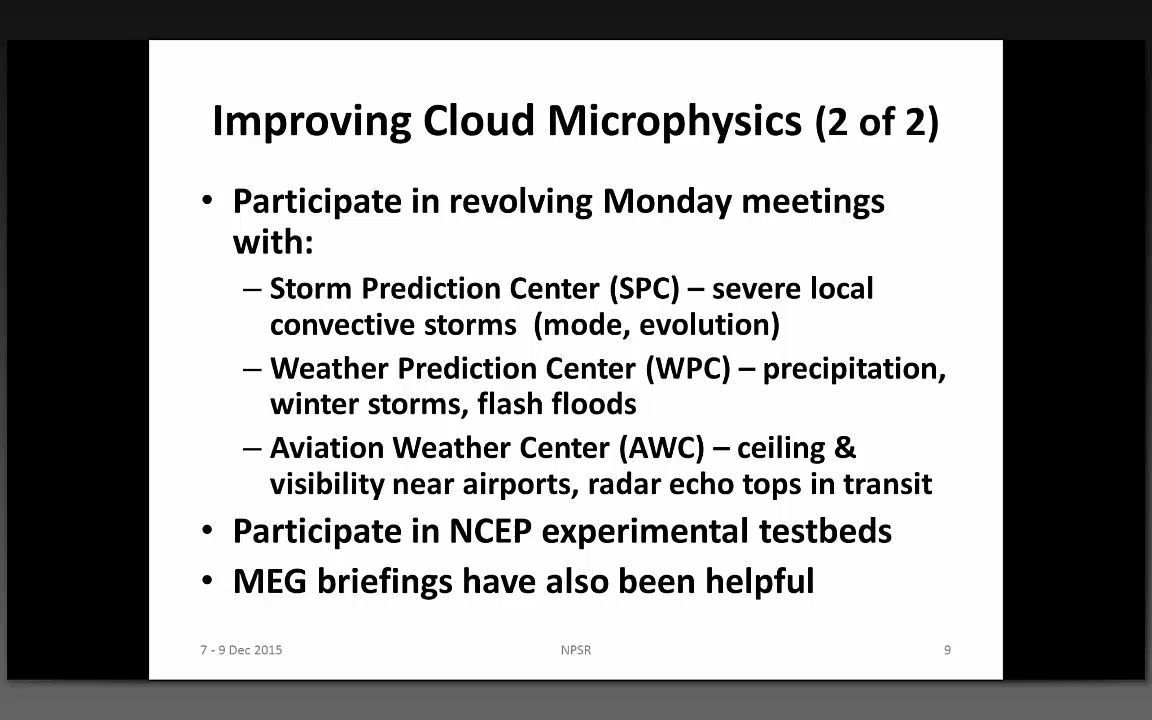 Improving Cloud Microphysics (2 of 2)
• Participate in revolving Monday meetings
with:
– Storm Prediction Center (SPC) – severe local
convective storms (mode, evolution)
– Weather Prediction Center (WPC) – precipitation,
winter storms, flash floods
– Aviation Weather Center (AWC) – ceiling &
visibility near airports, radar echo tops in transit
• Participate in NCEP experimental testbeds
• MEG briefings have also been helpful
7 - 9 Dec 2015 NPSR 9